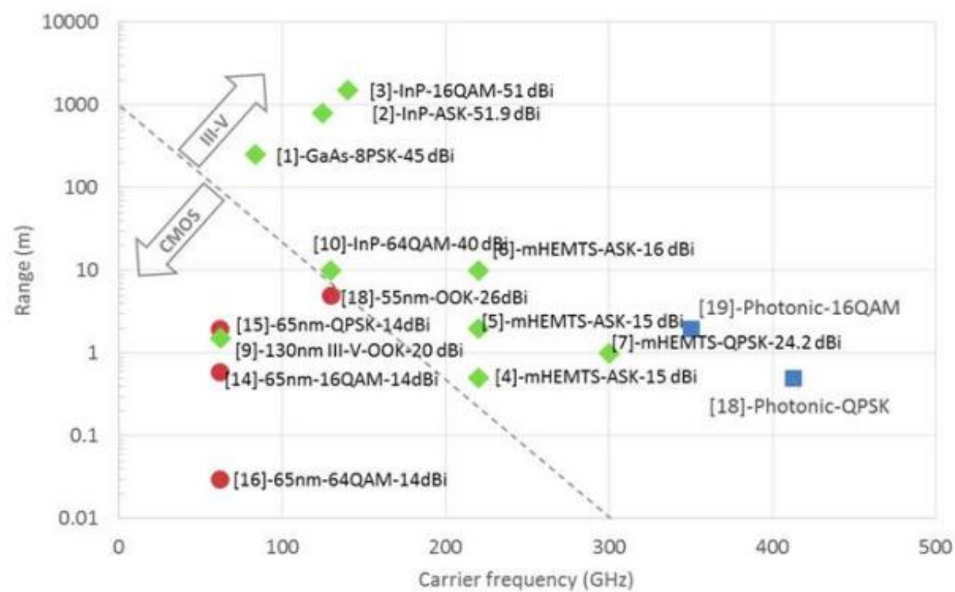 10000
[3]-InP-16QAM-51 dBi
1000
[2]-InP-ASK-51.9 dBi
III-V
[1]-GaAs-8PSK-45 dBi
100
CMOS
[10]-InP-64QAM-40 dBi
[6]-mHEMTS-ASK-16 dBi
10
[18]-55nm-OOK-26dBi
[19]-Photonic-16QAM
[15]-65nm-QPSK-14dBi
[5]-mHEMTS-ASK-15 dBi
[7]-mHEMTS-QPSK-24.2 dBi
1
[9]-130nm III-V-OOK-20 dBi
[14]-65nm-16QAM-14dBi
[4]-mHEMTS-ASK-15 dBi
[18]-Photonic-QPSK
0.1
[16]-65nm-64QAM-14dBi
0.01
Range (m)
0 100 200 300 400 500
Carrier frequency (GHz)